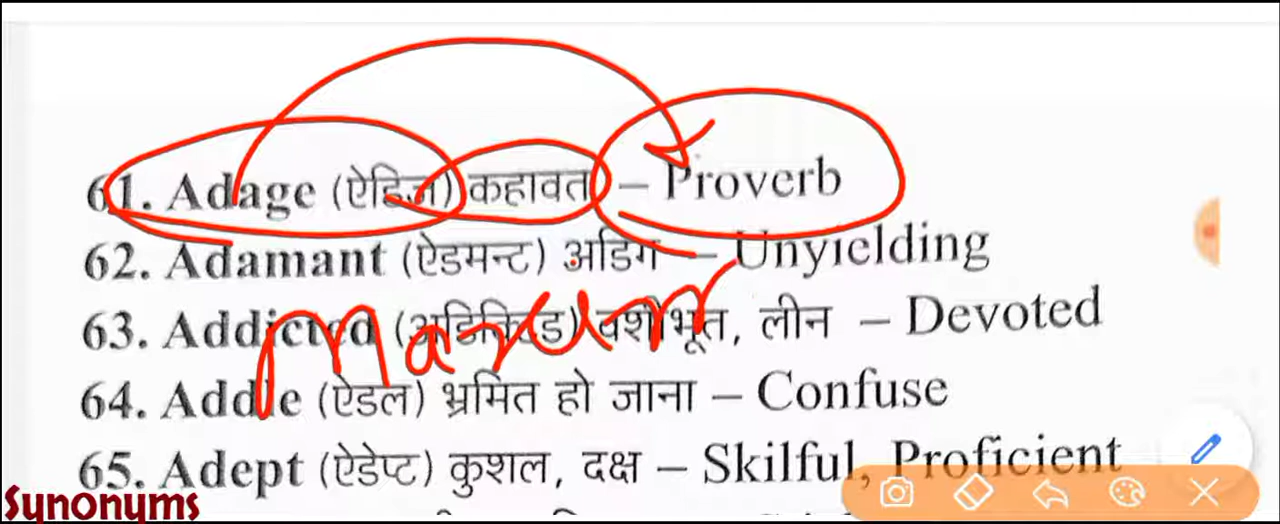 61. Adage (ऐडिज) कहावत – Proverb
62. Adamant (ऐडमन्ट) अडिग – Unyielding
63. Addicted (अडिक्टिड) वशीभूत, लीन – Devoted
64. Addle (ऐडल) भ्रमित हो जाना – Confuse
65. Adept (ऐडेप्ट) कुशल, दक्ष – Skilful, Proficient
Synonyms